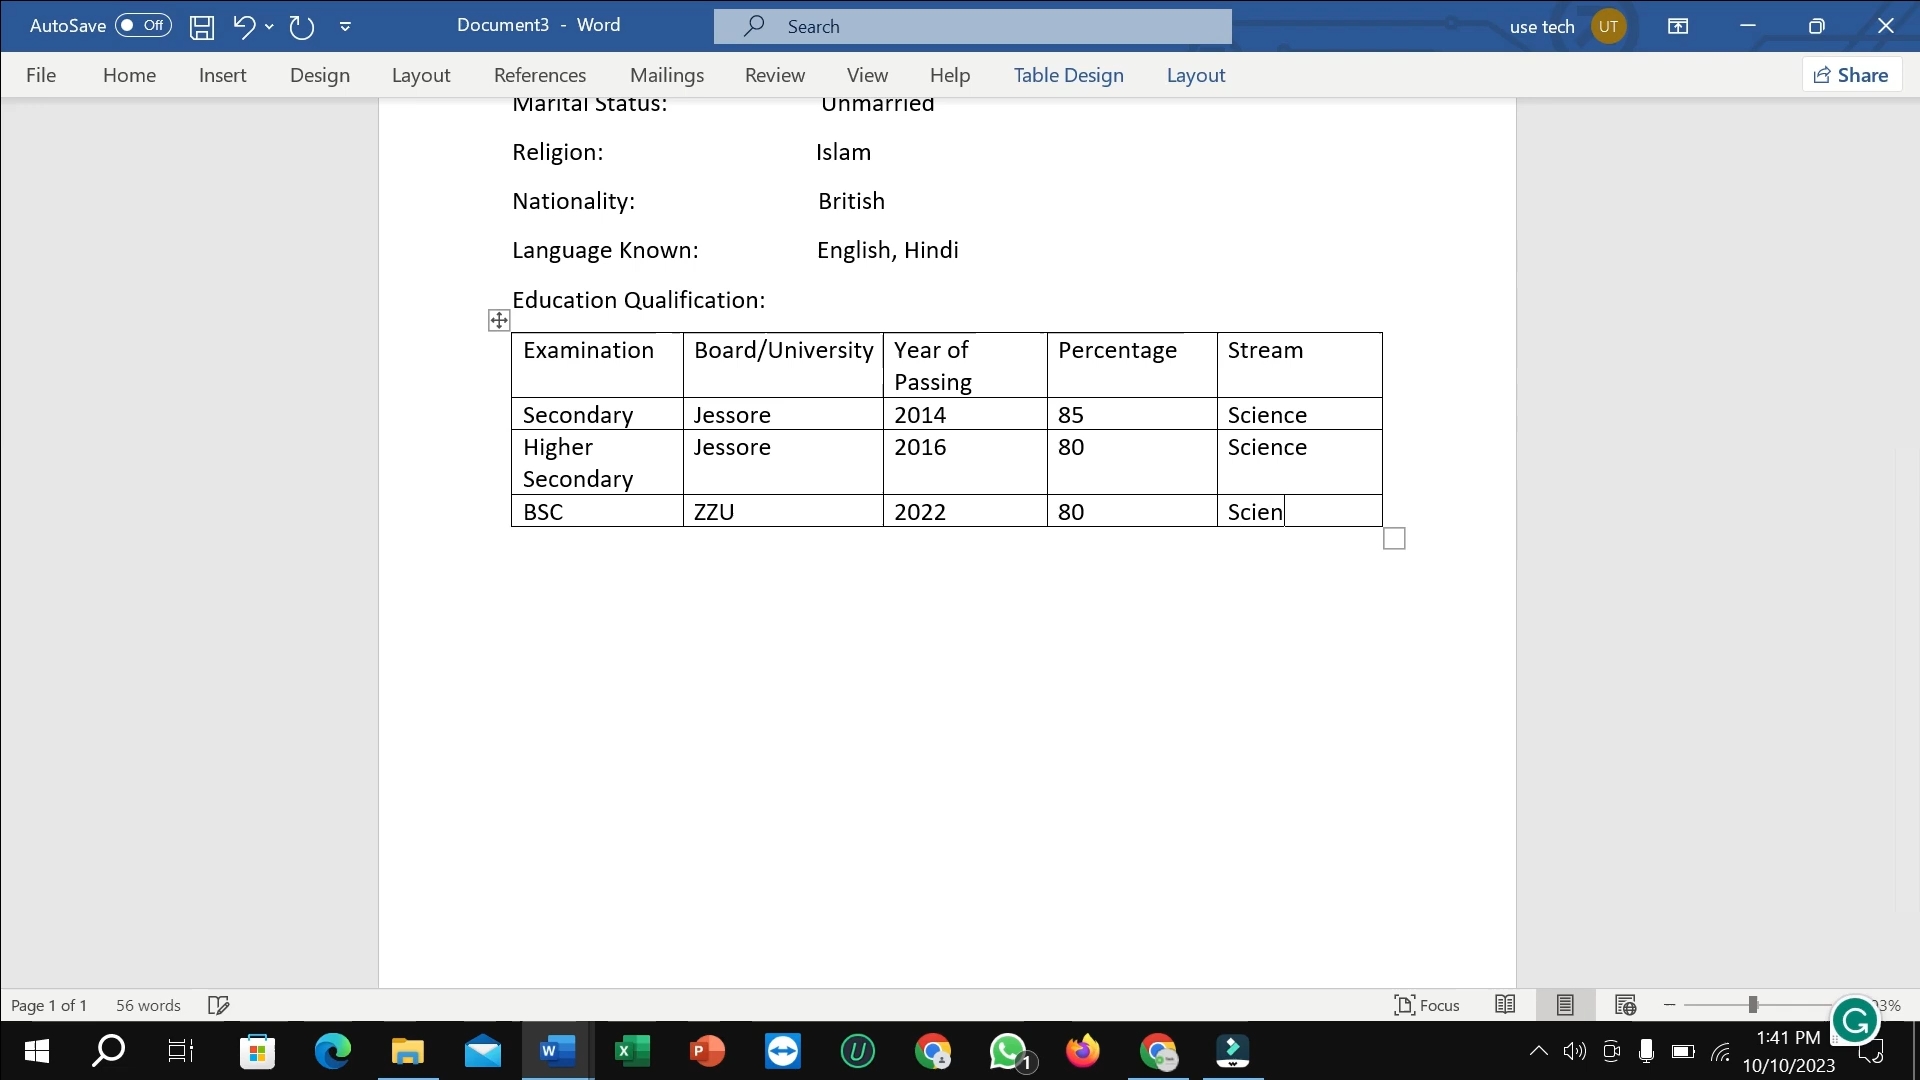 AutoSave Off Document3 - Word Search use tech UT
File Home Insert Design Layout References Mailings Review View Help Table Design Layout Share
Marital Status: Unmarried
Religion: Islam
Nationality: British
Language Known: English, Hindi
Education Qualification:
Examination Board/University Year of Passing Percentage Stream
Secondary Jessore 2014 85 Science
Higher Secondary Jessore 2016 80 Science
BSC ZZU 2022 80 Scien
Page 1 of 1 56 words Focus
1:41 PM
10/10/2023